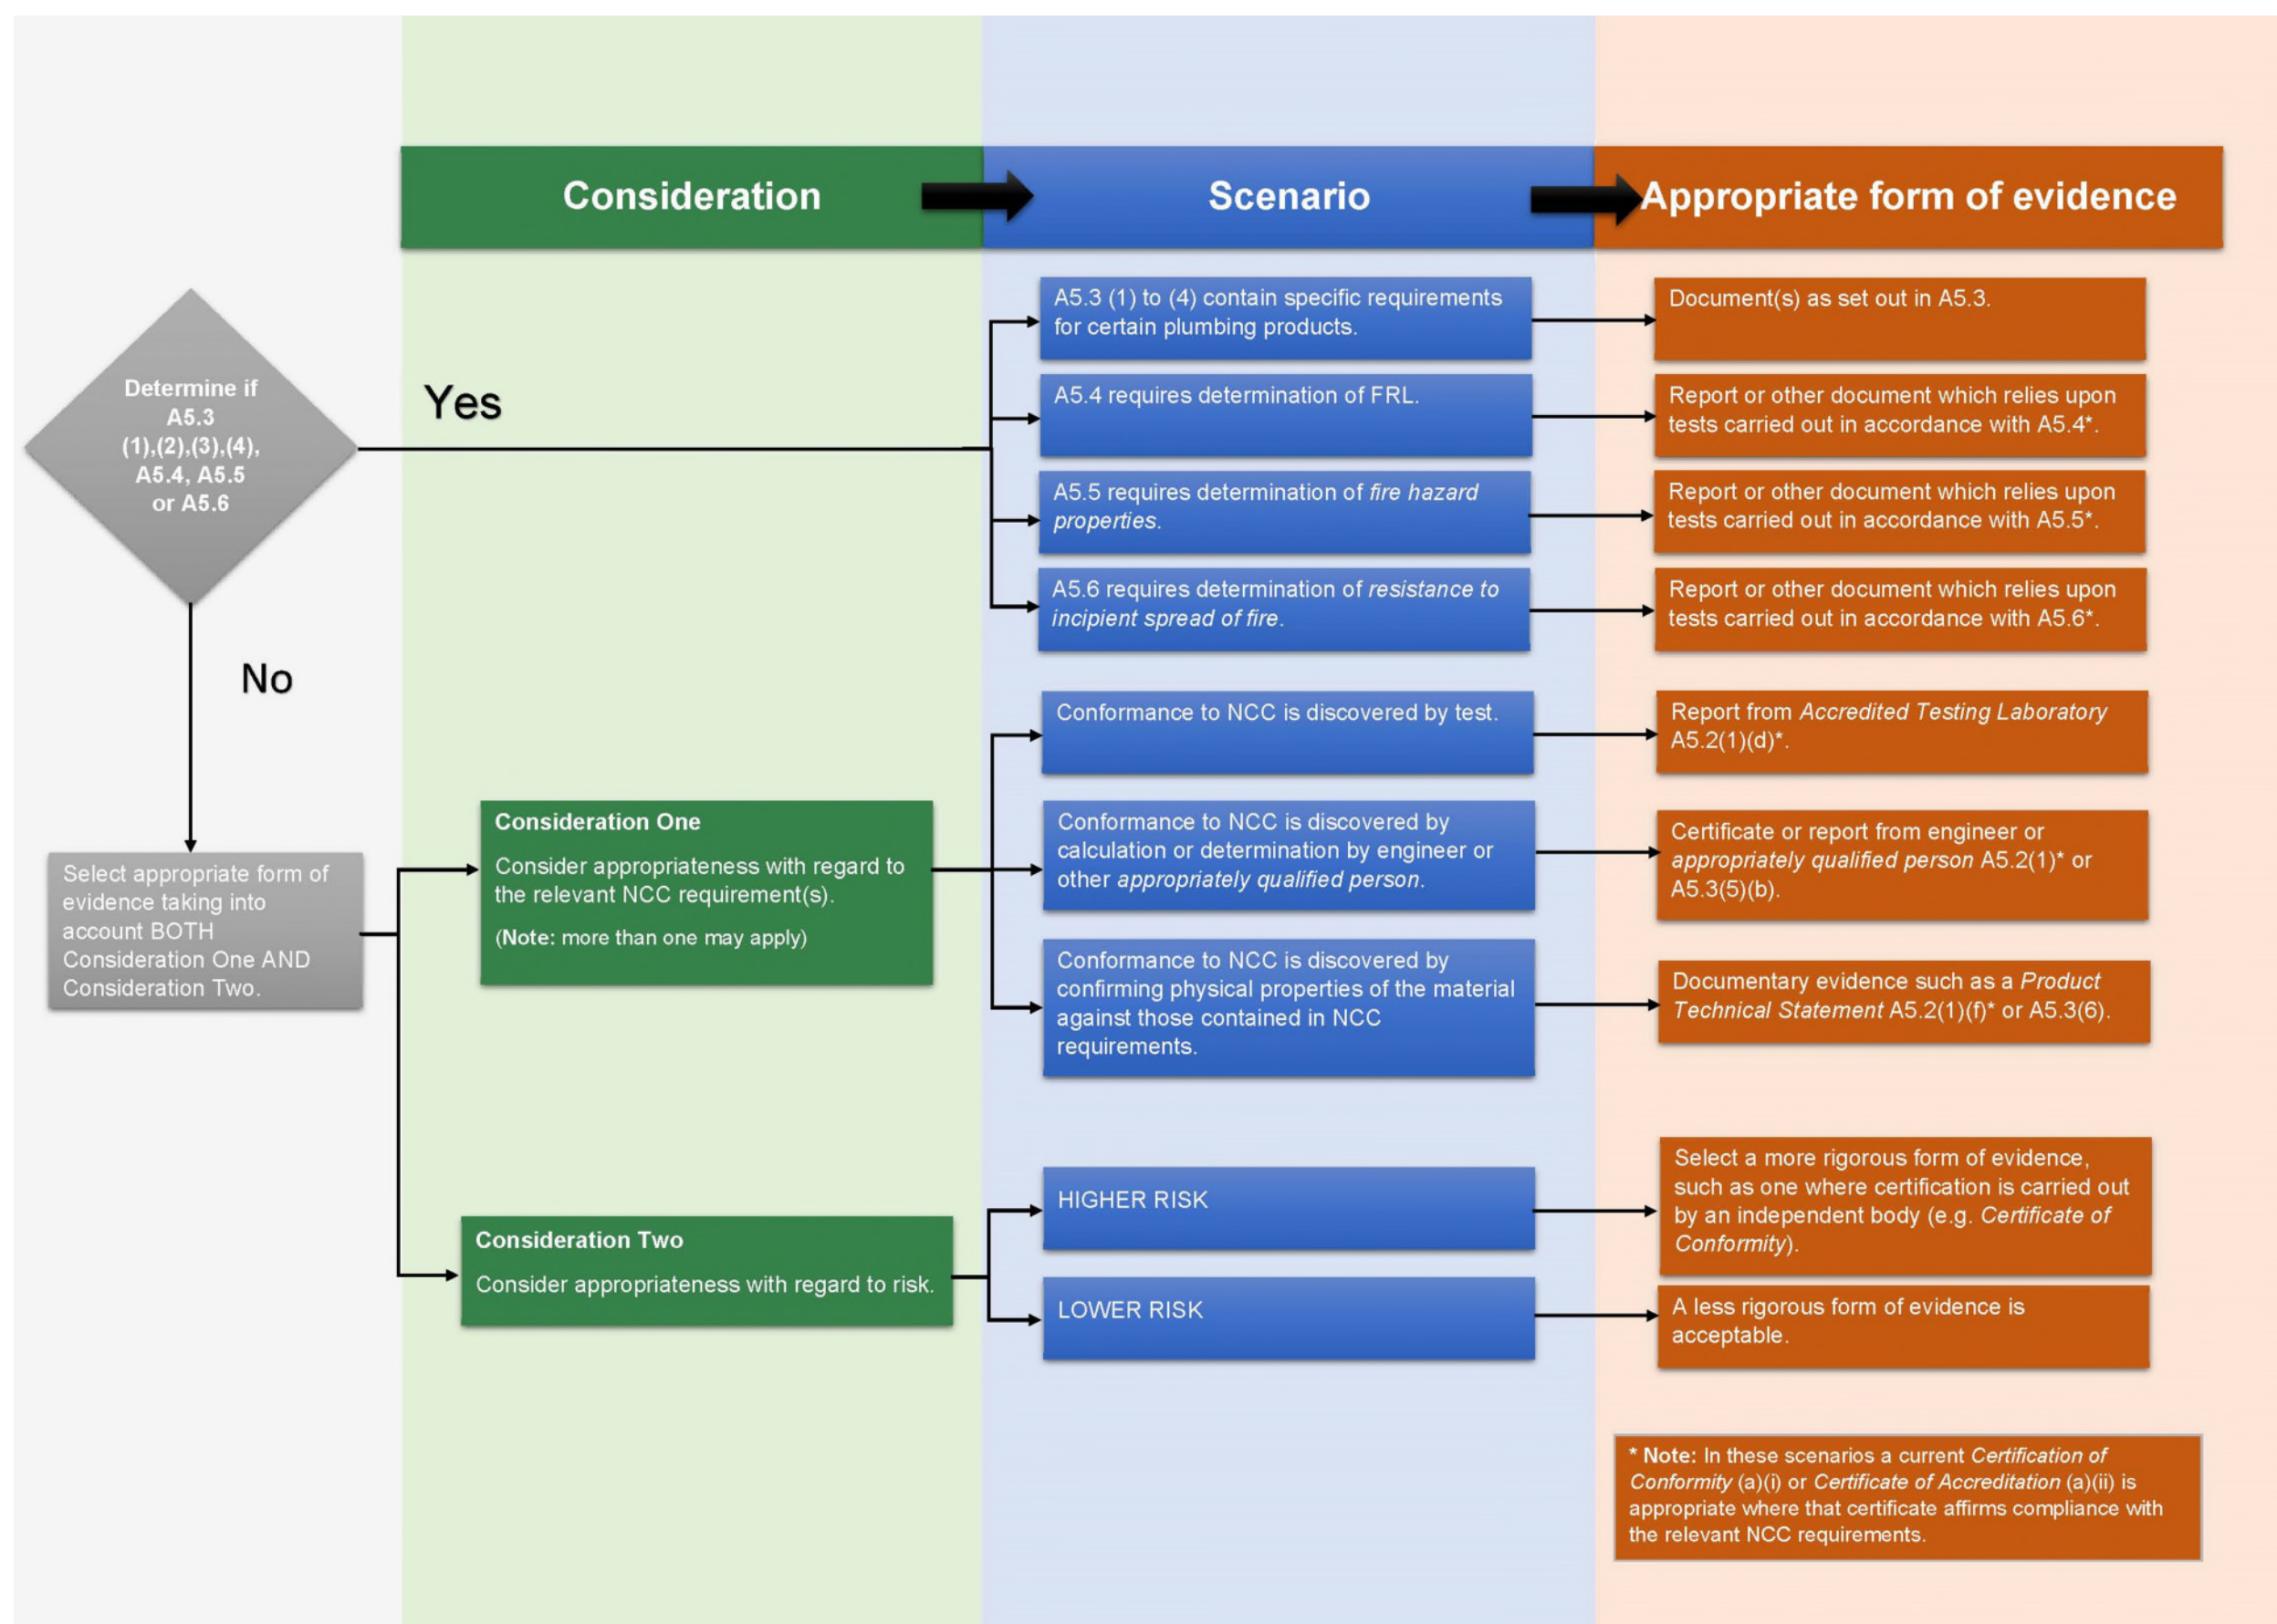 Consideration
Scenario
Appropriate form of evidence
Determine if
A5.3
(1),(2),(3),(4),
A5.4, A5.5
or A5.6
Yes
A5.3 (1) to (4) contain specific requirements
for certain plumbing products.
Document(s) as set out in A5.3.
A5.4 requires determination of FRL.
Report or other document which relies upon
tests carried out in accordance with A5.4*.
A5.5 requires determination of fire hazard
properties.
Report or other document which relies upon
tests carried out in accordance with A5.5*.
A5.6 requires determination of resistance to
incipient spread of fire.
Report or other document which relies upon
tests carried out in accordance with A5.6*.
No
Select appropriate form of
evidence taking into
account BOTH
Consideration One AND
Consideration Two.
Consideration One
Consider appropriateness with regard to
the relevant NCC requirement(s).
(Note: more than one may apply)
Conformance to NCC is discovered by test.
Report from Accredited Testing Laboratory
A5.2(1)(d)*.
Conformance to NCC is discovered by
calculation or determination by engineer or
other appropriately qualified person.
Certificate or report from engineer or
appropriately qualified person A5.2(1)* or
A5.3(5)(b).
Conformance to NCC is discovered by
confirming physical properties of the material
against those contained in NCC
requirements.
Documentary evidence such as a Product
Technical Statement A5.2(1)(f)* or A5.3(6).
Consideration Two
Consider appropriateness with regard to risk.
HIGHER RISK
Select a more rigorous form of evidence,
such as one where certification is carried out
by an independent body (e.g. Certificate of
Conformity).
LOWER RISK
A less rigorous form of evidence is
acceptable.
* Note: In these scenarios a current Certification of
Conformity (a)(i) or Certificate of Accreditation (a)(ii) is
appropriate where that certificate affirms compliance with
the relevant NCC requirements.